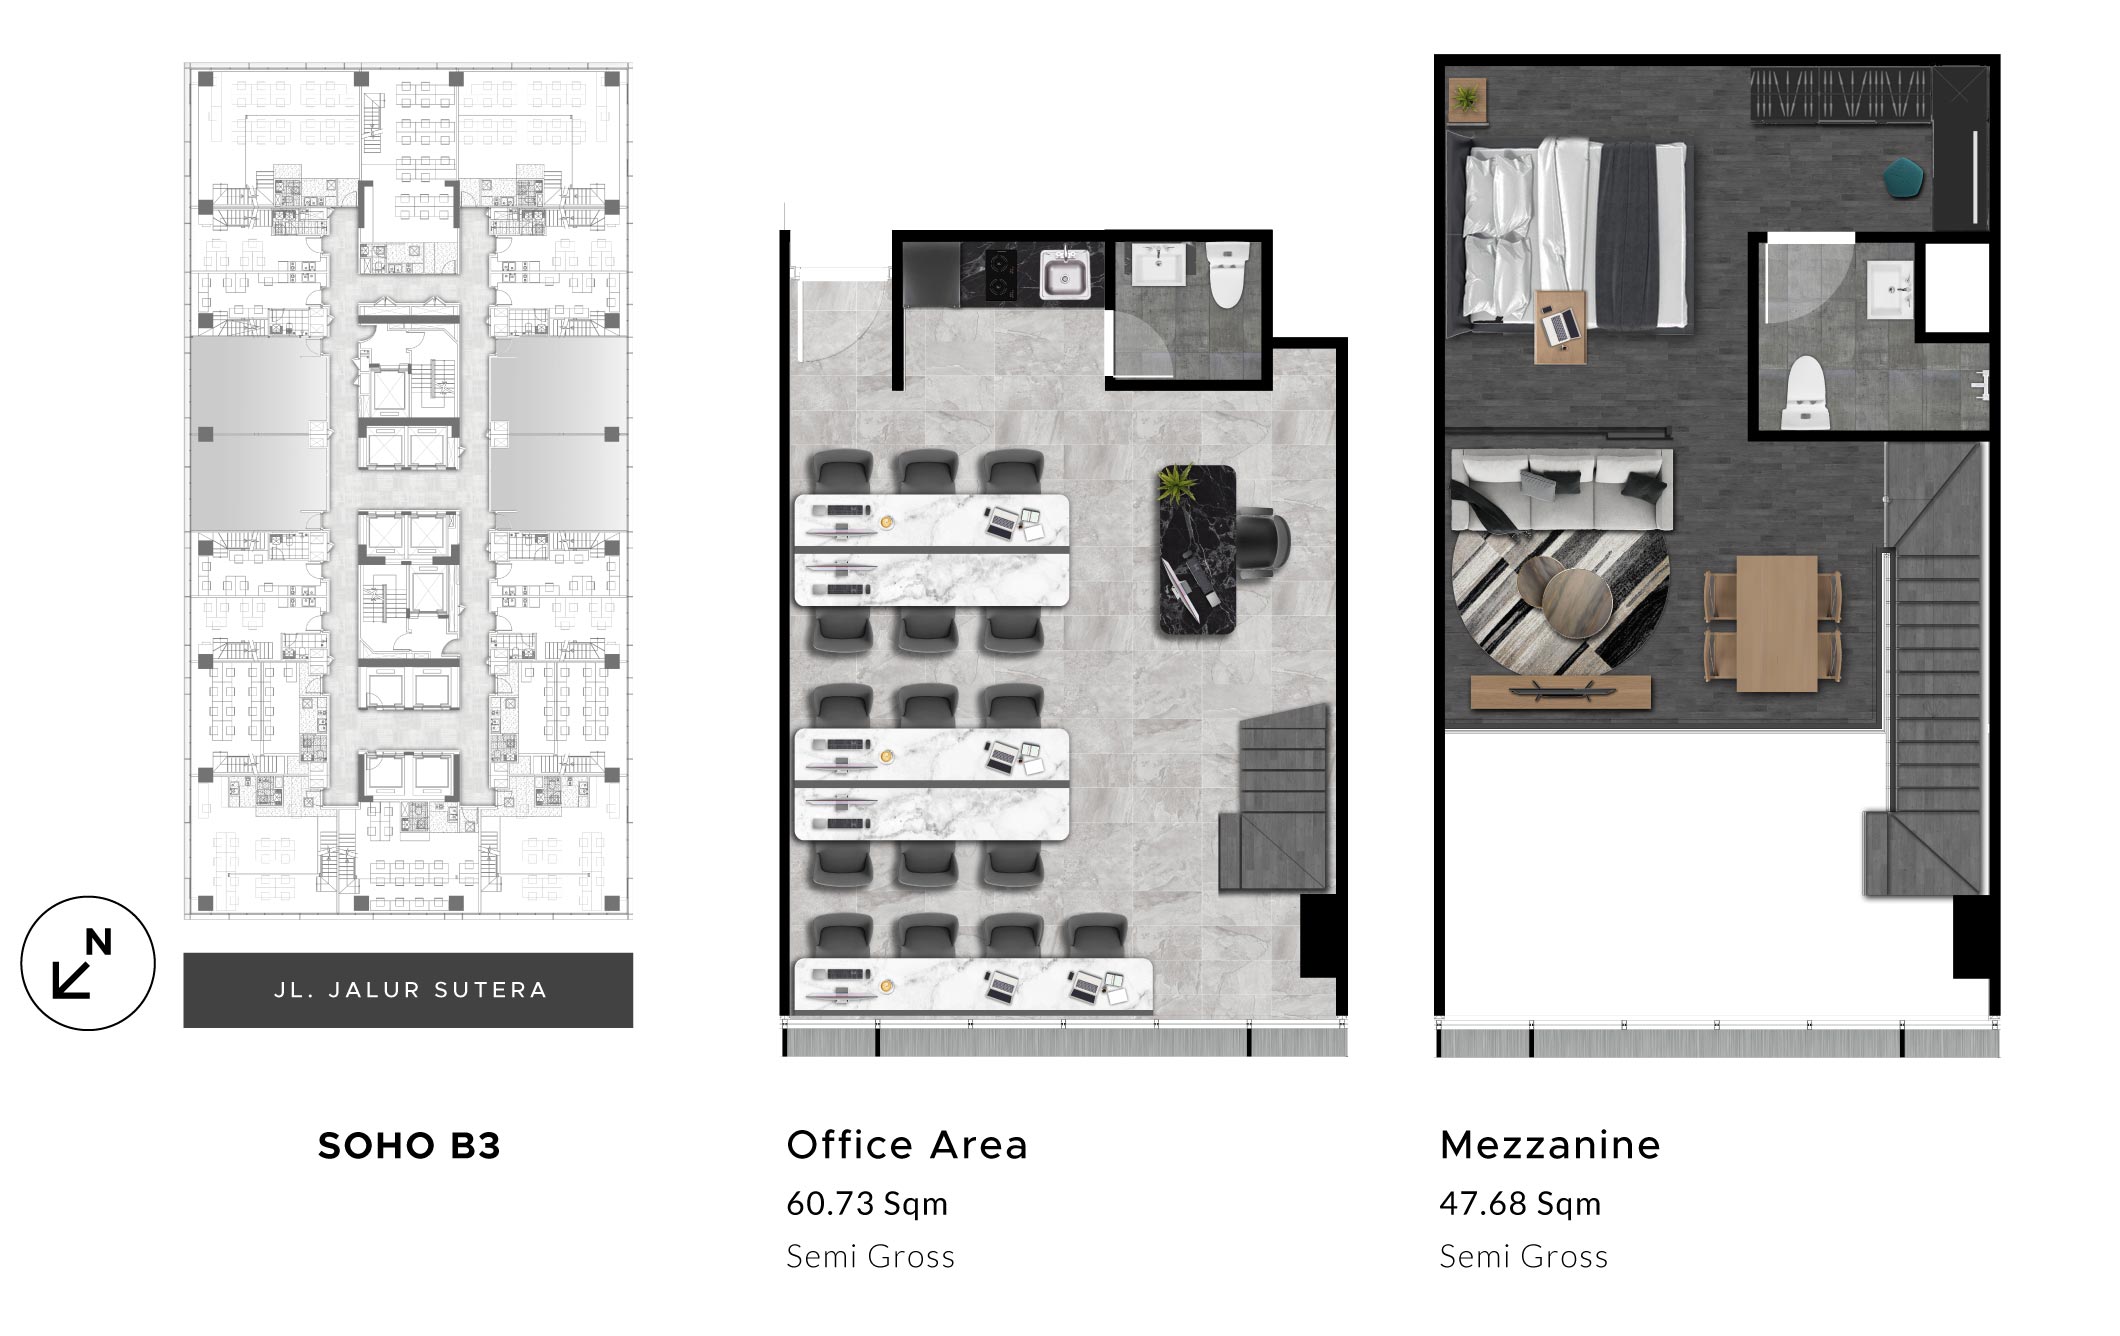 N
JL. JALUR SUTERA
SOHO B3
Office Area
60.73 Sqm
Semi Gross
Mezzanine
47.68 Sqm
Semi Gross